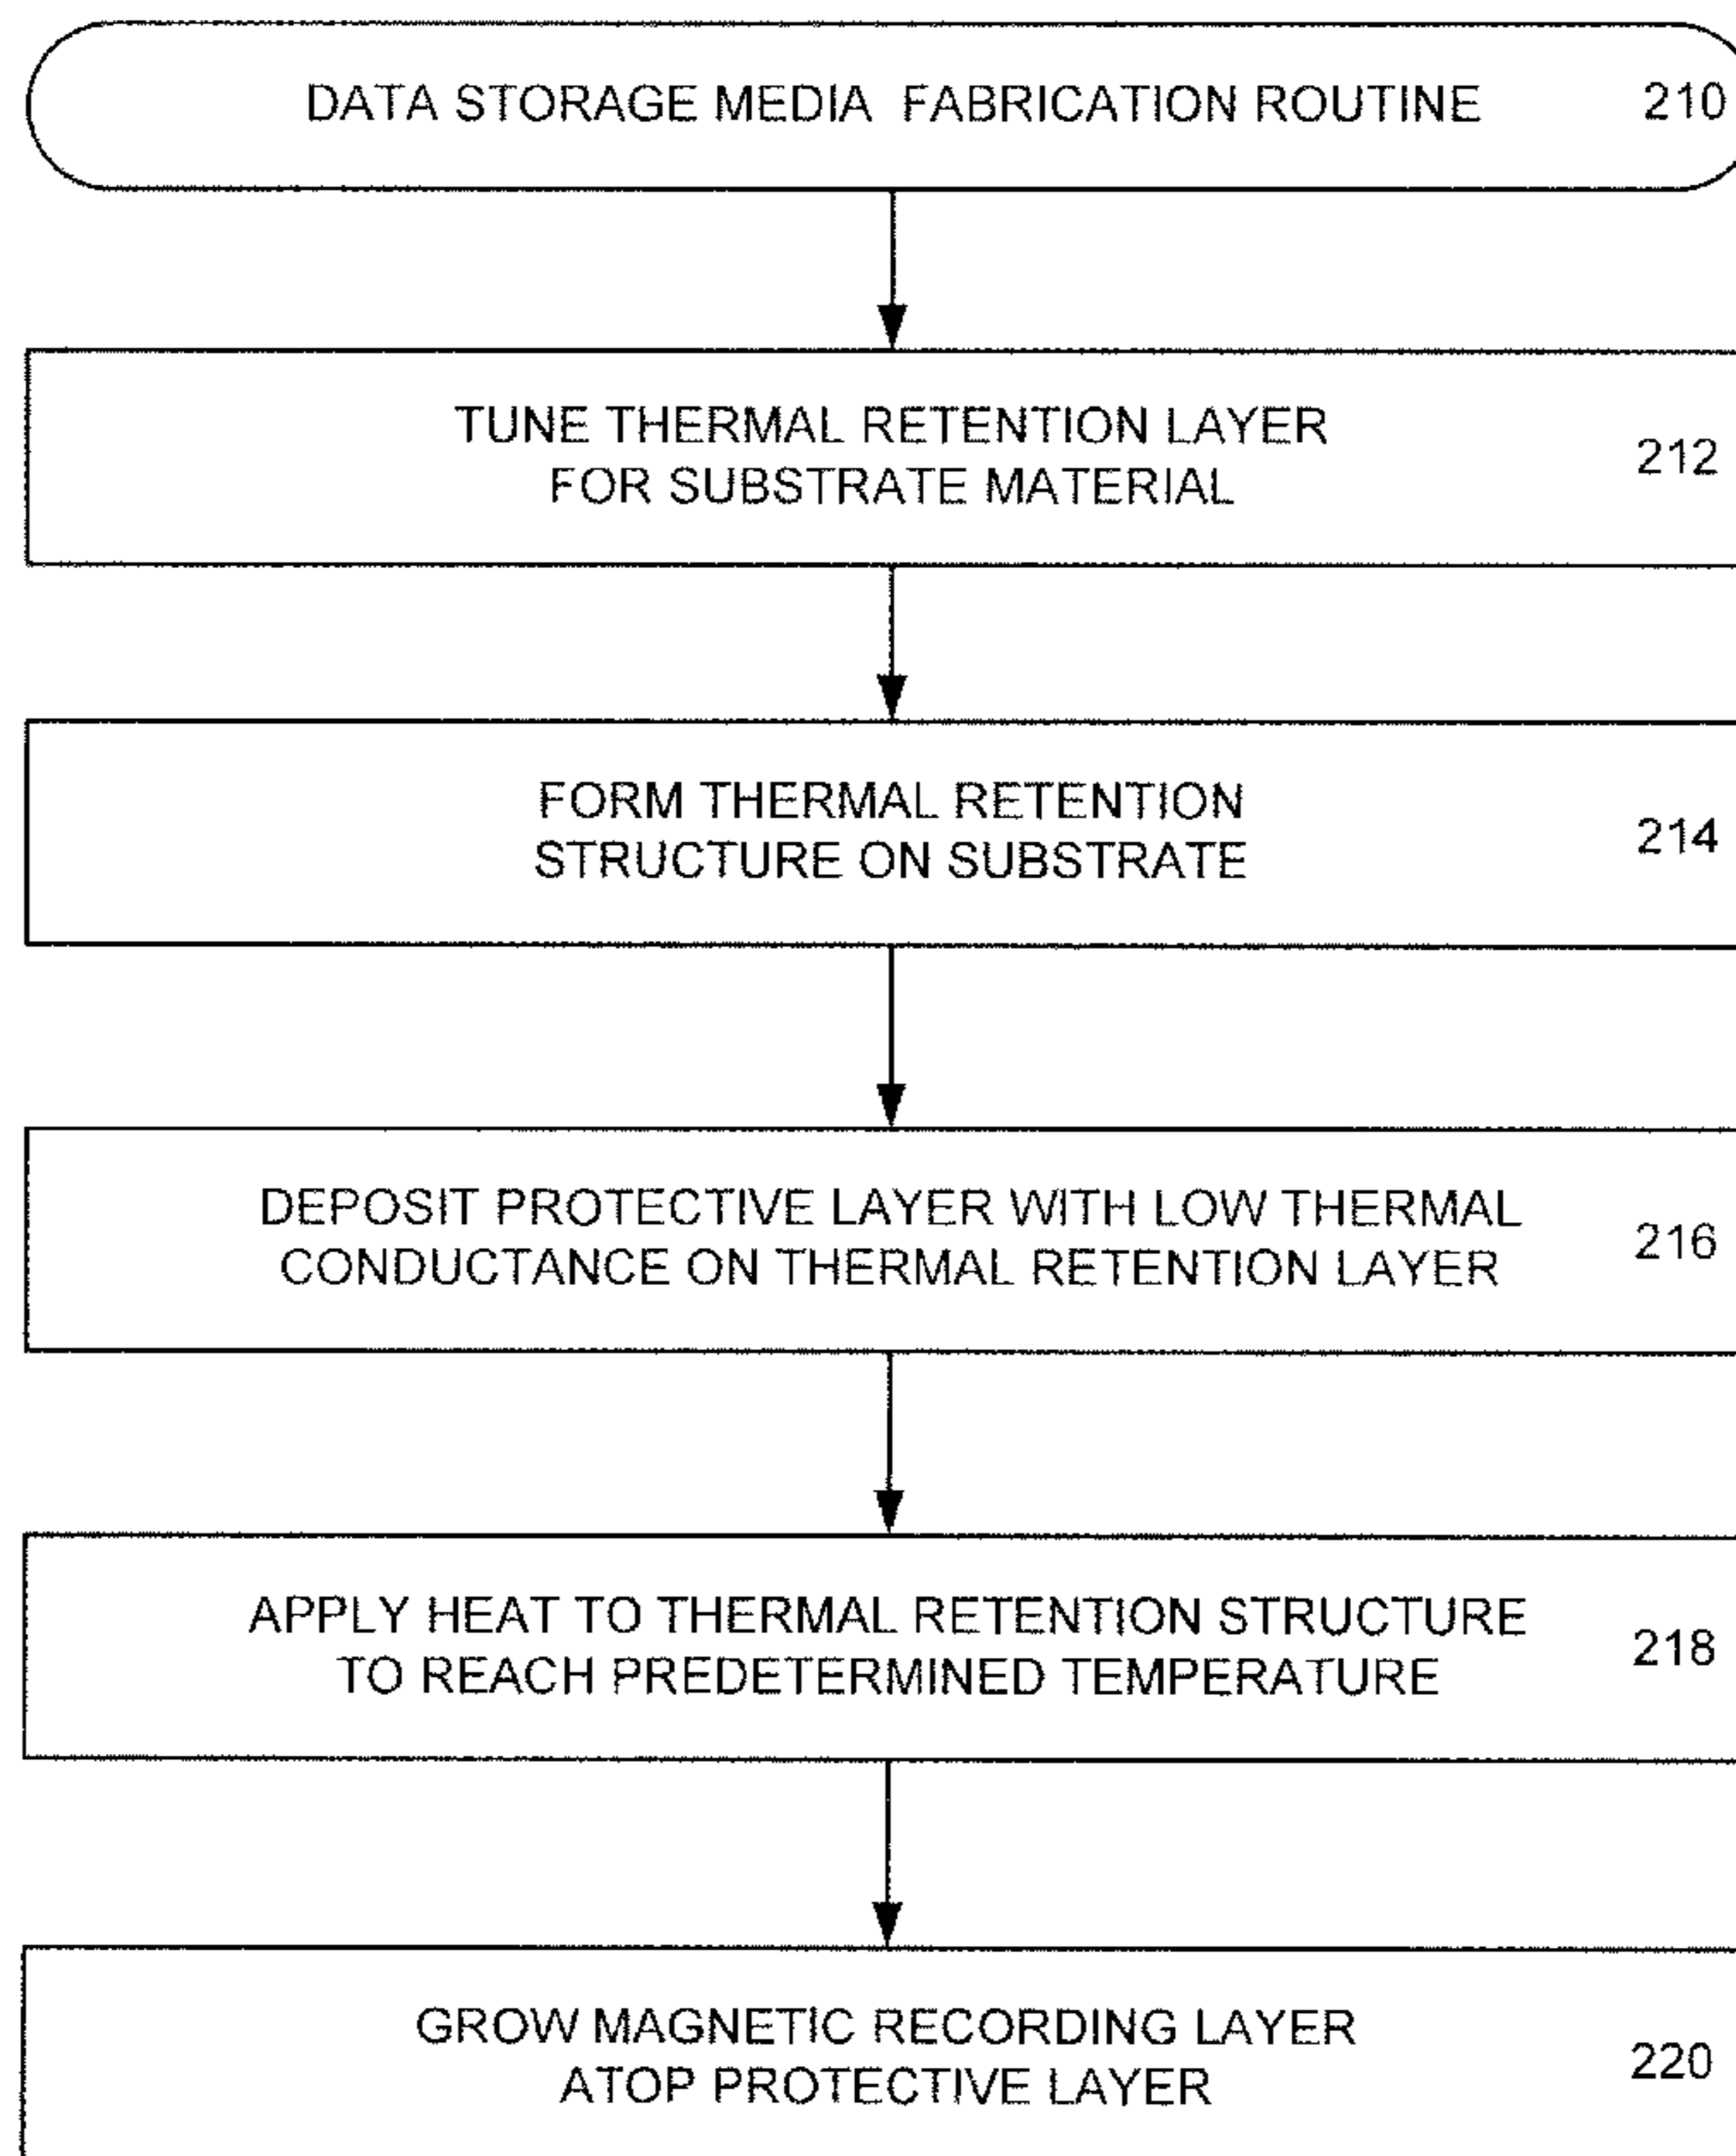 DATA STORAGE MEDIA FABRICATION ROUTINE 210
TUNE THERMAL RETENTION LAYER
FOR SUBSTRATE MATERIAL 212
FORM THERMAL RETENTION
STRUCTURE ON SUBSTRATE 214
DEPOSIT PROTECTIVE LAYER WITH LOW THERMAL
CONDUCTANCE ON THERMAL RETENTION LAYER 216
APPLY HEAT TO THERMAL RETENTION STRUCTURE
TO REACH PREDETERMINED TEMPERATURE 218
GROW MAGNETIC RECORDING LAYER
ATOP PROTECTIVE LAYER 220